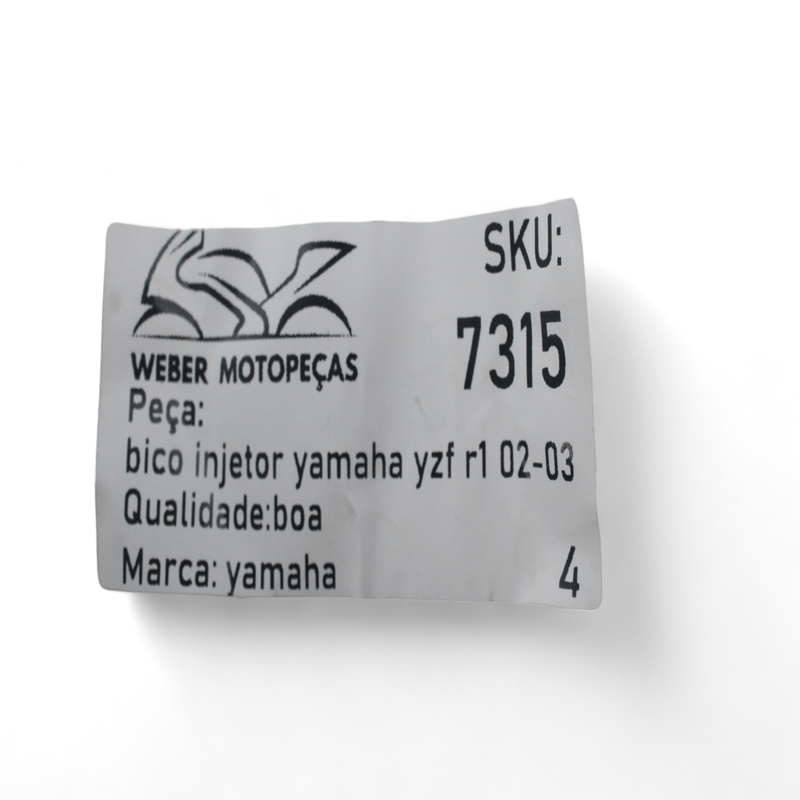 SKU:
7315
WEBER MOTOPEÇAS
Peça:
bico injetor yamaha yzf r1 02-03
Qualidade:boa
Marca: yamaha
4